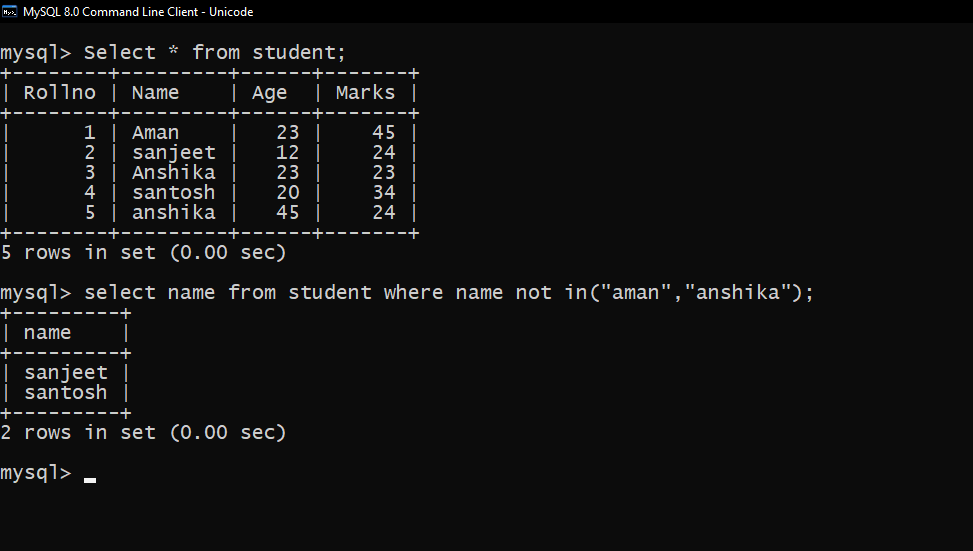 MySQL 8.0 Command Line Client - Unicode
mysql> Select * from student;
+--------+---------+------+-------+
| Rollno | Name    | Age  | Marks |
+--------+---------+------+-------+
|      1 | Aman    |   23 |    45 |
|      2 | sanjeet |   12 |    24 |
|      3 | Anshika |   23 |    23 |
|      4 | santosh |   20 |    34 |
|      5 | anshika |   45 |    24 |
+--------+---------+------+-------+
5 rows in set (0.00 sec)
mysql> select name from student where name not in("aman","anshika");
+---------+
| name    |
+---------+
| sanjeet |
| santosh |
+---------+
2 rows in set (0.00 sec)
mysql>